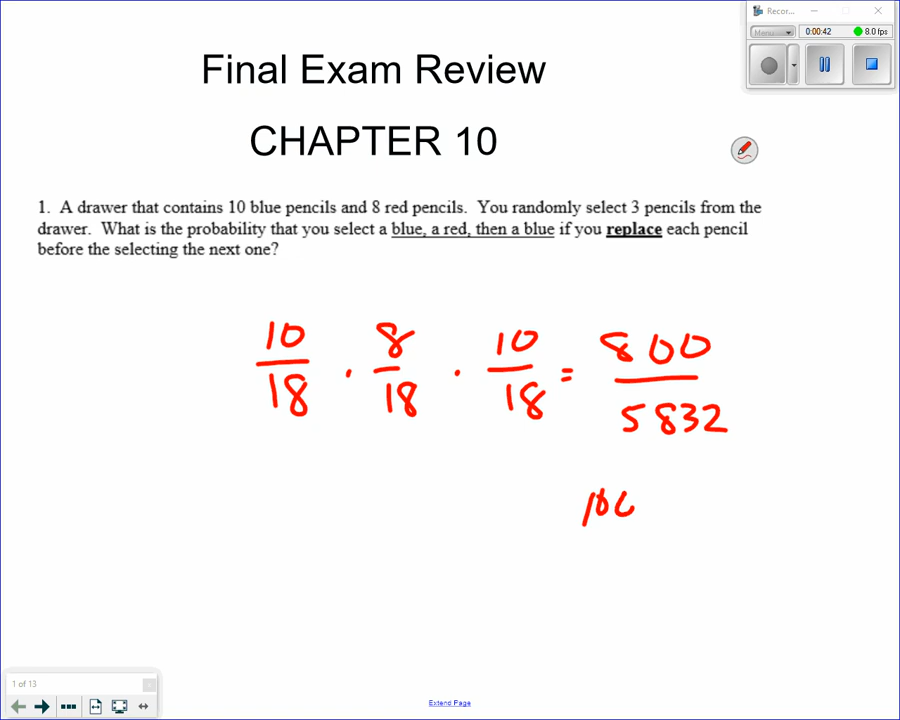 Recor...
Menu
0:00:42
8.0 fps
Final Exam Review
CHAPTER 10
1. A drawer that contains 10 blue pencils and 8 red pencils. You randomly select 3 pencils from the
drawer. What is the probability that you select a blue, a red, then a blue if you replace each pencil
before the selecting the next one?
10 8 10 800
18 · 18 · 18 = 5832
1 of 13
Extend Page